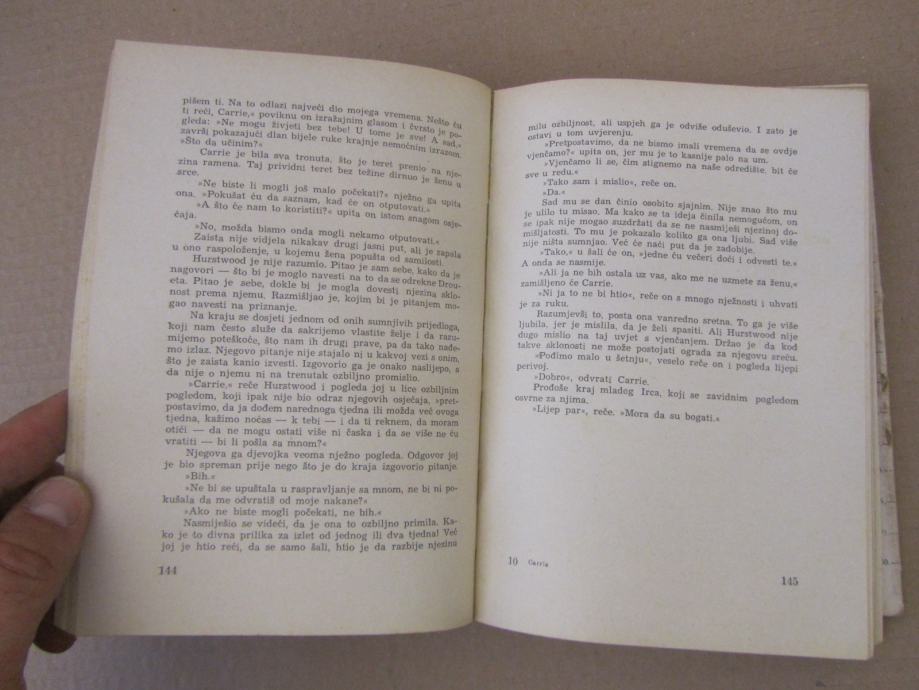 pišem ti. Na to odlazi najveći dio mojega vremena. Nešto ću
ti reći, Carrie,« poviknu on izražajnim glasom i čvrsto je po-
gleda: »Ne mogu živjeti bez tebe! U tome je sve! A sad,«
završi pokazujući dlan bijele ruke krajnje nemoćnim izrazom.
»Što da učinim?«
Carrie je bila sva tronuta, što je teret prenio na nje-
zina ramena. Taj prividni teret bez težine dirnuo je ženu u
srce.
»Ne biste li mogli još malo počekati?« nježno ga upita
ona. »Pokušat ću da saznam, kad će on otputovati.«
»A što će nam to koristiti?« upita on istom snagom osje-
ćaja.
»No, možda bismo onda mogli nekamo otputovati.«
Zaista nije vidjela nikakav drugi jasni put, ali je zapala
u ono raspoloženje, u kojemu žena popušta od samilosti.
Hurstwood je nije razumio. Pitao je sam sebe, kako da je
nagovori — što bi je moglo navesti na to da se odrekne Drou-
eta. Pitao je sebe, dokle bi je mogla dovesti njezina sklo-
nost prema njemu. Razmišljao je, kojim bi je pitanjem mo-
gao navesti na priznanje.
Na kraju se dosjeti jednom od onih sumnjivih prijedloga,
koji nam često služe da sakrijemo vlastite želje i da razu-
mijemo poteškoće, što nam ih drugi prave, pa da tako nađe-
mo izlaz. Njegovo pitanje nije stajalo ni u kakvoj vezi s onim,
što je zaista kanio izvesti. Izgovorio ga je onako naslijepo, a
da nije o njemu ni na trenutak ozbiljno promislio.
»Carrie,« reče Hurstwood i pogleda joj u lice ozbiljnim
pogledom, koji ipak nije bio odraz njegovih osjećaja, »pret-
postavimo, da ja dođem narednoga tjedna ili možda već ovoga
tjedna, kažimo noćas — k tebi — i da ti reknem, da moram
otići — da ne mogu ostati više ni časka i da se više ne ću
vratiti — bi li pošla sa mnom?«
Njegova ga djevojka veoma nježno pogleda. Odgovor joj
je bio spreman prije nego što je do kraja izgovorio pitanje.
»Bih.«
»Ne bi se upuštala u raspravljanje sa mnom, ne bi ni po-
kušala da me odvratiš od moje nakane?«
»Ako ne biste mogli počekati, ne bih.«
Nasmiješio se videći, da je ona to ozbiljno primila. Ka-
ko je to divna prilika za izlet od jednog ili dva tjedna! Već
joj je htio reći, da se samo šali, htio je da razbije njezinu
144
milu ozbiljnost, ali uspjeh ga je odviše oduševio. I zato je
ostavi u tom uvjerenju.
»Pretpostavimo, da ne bismo imali vremena da se ovdje
vjenčamo?« upita on, jer mu je to kasnije palo na um.
»Vjenčamo li se, čim stignemo na naše odredište, bit će
sve u redu.«
»Tako sam i mislio«, reče on.
»Da.«
Sad mu se dan činio osobito sjajnim. Nije znao što mu
je ulilo tu misao. Ma kako se ta ideja činila nemogućom, on
se ipak nije mogao suzdržati da se ne nasmiješi njezinoj do-
mišljatosti. To mu je pokazalo koliko ga ona ljubi. Sad više
nije ništa sumnjao. Već će naći put da je zadobije.
»Tako,« u šali će on, »jedne ću večeri doći i odvesti te.«
A onda se nasmije.
»Ali ja ne bih ostala uz vas, ako me ne uzmete za ženu,«
zamišljeno će Carrie.
»Ni ja to ne bi htio«, reče on s mnogo nježnosti i uhvati
je za ruku.
Razumjevši to, posta ona vanredno sretna. To ga je više
ljubila, jer je mislila, da je želi spasiti. Ali Hurstwood nije
dugo mislio na taj uvjet s vjenčanjem. Držao je da kod
takve sklonosti ne može postojati ograda za njegovu sreću.
»Pođimo malo u šetnju«, veselo reče on i pogleda lijepi
perivoj.
»Dobro«, odvrati Carrie.
Prođoše kraj mladog Irca, koji se zavidnim pogledom
osvrne za njima.
»Lijep par«, reče. »Mora da su bogati.«
10 Carrie
145